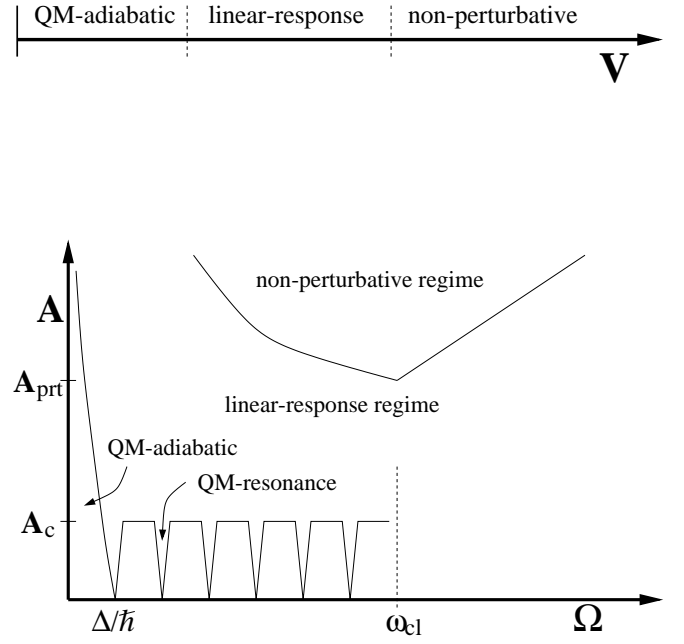 QM-adiabatic linear-response non-perturbative
V
non-perturbative regime
A
A_prt
linear-response regime
QM-adiabatic
QM-resonance
A_c
Δ/ℏ ω_cl Ω